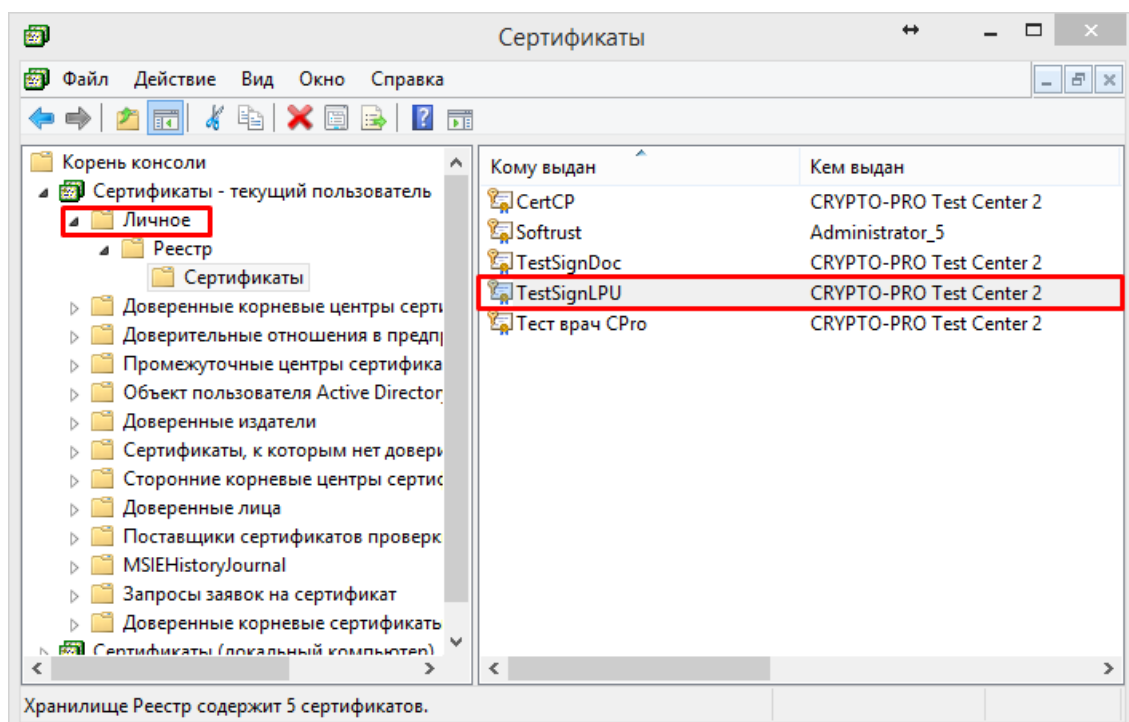 Сертификаты
Файл Действие Вид Окно Справка
Корень консоли
Сертификаты - текущий пользователь
Личное
Реестр
Сертификаты
Доверенные корневые центры серти
Доверительные отношения в предп
Промежуточные центры сертифика
Объект пользователя Active Director
Доверенные издатели
Сертификаты, к которым нет довери
Сторонние корневые центры сертис
Доверенные лица
Поставщики сертификатов проверк
MSIEHistoryJournal
Запросы заявок на сертификат
Доверенные корневые сертификать
Сертификаты (локальный компьютер)
Кому выдан Кем выдан
CertCP CRYPTO-PRO Test Center 2
Softrust Administrator_5
TestSignDoc CRYPTO-PRO Test Center 2
TestSignLPU CRYPTO-PRO Test Center 2
Тест врач CPro CRYPTO-PRO Test Center 2
Хранилище Реестр содержит 5 сертификатов.